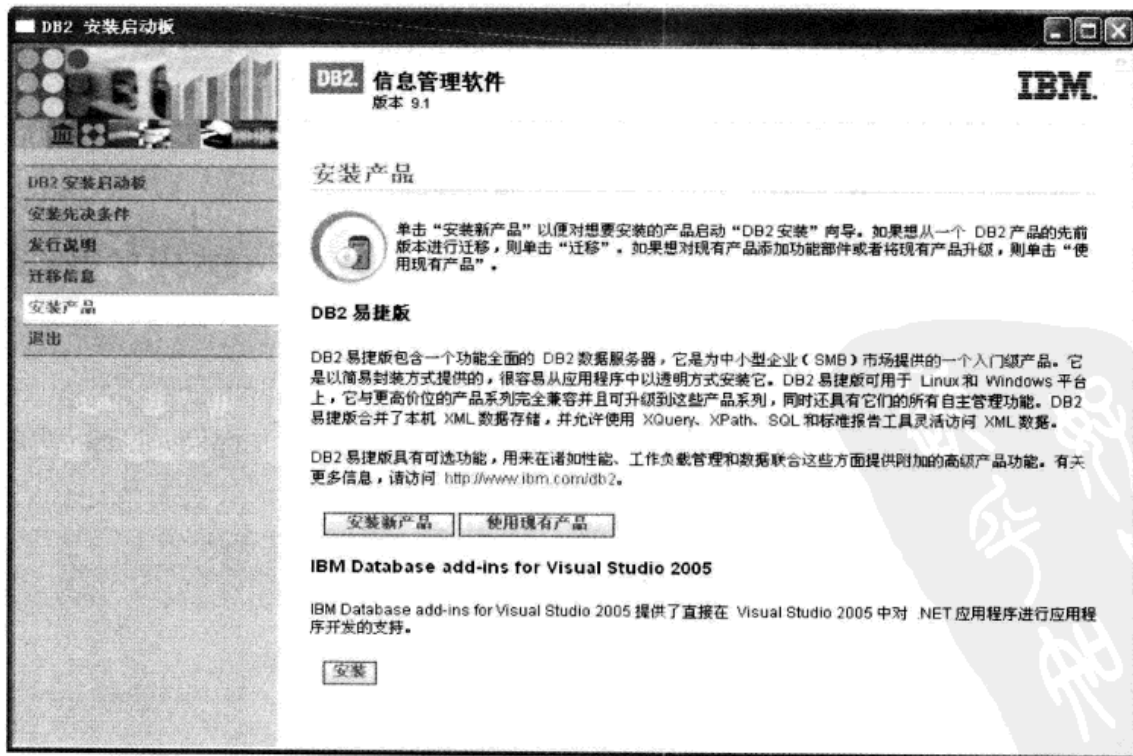 DB2 安装启动板
DB2. 信息管理软件
版本 9.1
IBM.
DB2 安装启动板
安装先决条件
发行说明
迁移信息
安装产品
退出
安装产品
单击“安装新产品”以便对想要安装的产品启动“DB2 安装”向导。如果想从一个 DB2 产品的先前
版本进行迁移，则单击“迁移”。如果想对现有产品添加功能部件或者将现有产品升级，则单击“使
用现有产品”。
DB2 易捷版
DB2 易捷版包含一个功能全面的 DB2 数据服务器，它是为中小型企业（SMB）市场提供的一个入门级产品。它
是以简易封装方式提供的，很容易从应用程序中以透明方式安装它。DB2 易捷版可用于 Linux 和 Windows 平台
上，它与更高价位的产品系列完全兼容并且可升级到这些产品系列，同时还具有它们的所有自主管理功能。DB2
易捷版合并了本机 XML 数据存储，并允许使用 XQuery、XPath、SQL 和标准报告工具灵活访问 XML 数据。
DB2 易捷版具有可选功能，用来在诸如性能、工作负载管理和数据联合这些方面提供附加的高级产品功能。有关
更多信息，请访问 http://www.ibm.com/db2。
安装新产品 使用现有产品
IBM Database add-ins for Visual Studio 2005
IBM Database add-ins for Visual Studio 2005 提供了直接在 Visual Studio 2005 中对 .NET 应用程序进行应用程
序开发的支持。
安装